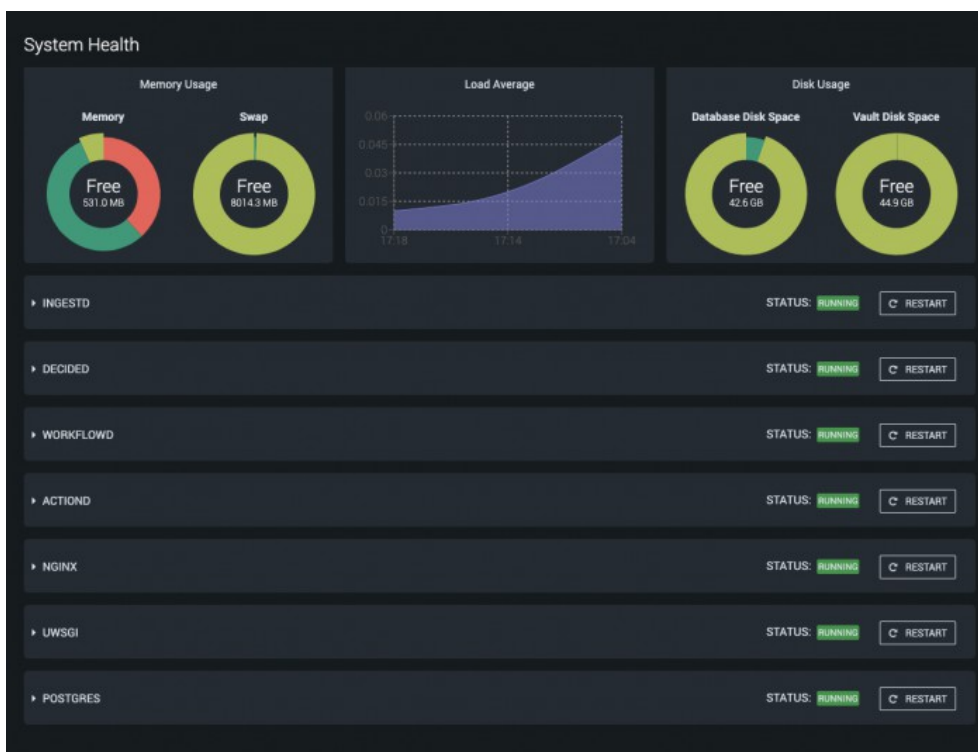 System Health
Memory Usage
Memory
Swap
Free
531.0 MB
Free
8014.3 MB
Load Average
0.06
0.045
0.03
0.015
0
17:18
17:14
17:04
Disk Usage
Database Disk Space
Vault Disk Space
Free
42.6 GB
Free
44.9 GB
INGESTD STATUS: RUNNING RESTART
DECIDED STATUS: RUNNING RESTART
WORKFLOWD STATUS: RUNNING RESTART
ACTIOND STATUS: RUNNING RESTART
NGINX STATUS: RUNNING RESTART
UWSGI STATUS: RUNNING RESTART
POSTGRES STATUS: RUNNING RESTART